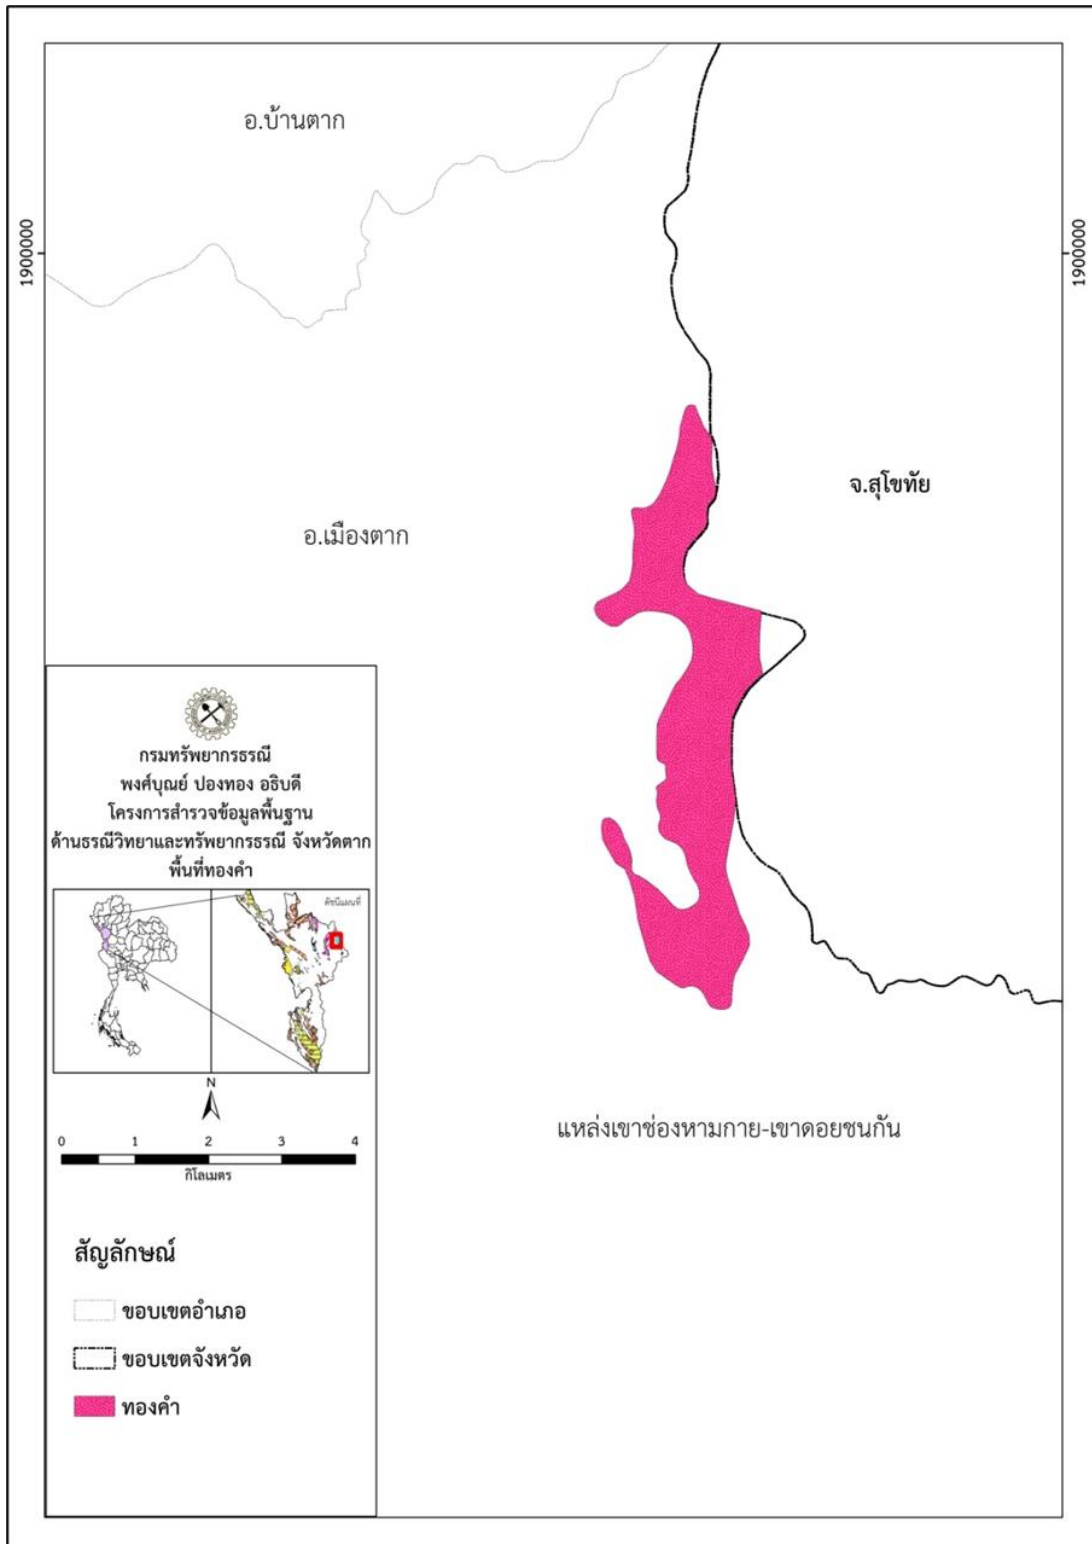 อ.บ้านตาก
1900000
1900000
จ.สุโขทัย
อ.เมืองตาก
กรมทรัพยากรธรณี
พงศ์บุณย์ ปองทอง อธิบดี
โครงการสำรวจข้อมูลพื้นฐาน
ด้านธรณีวิทยาและทรัพยากรธรณี จังหวัดตาก
พื้นที่ทองคำ
ดัชนีแผนที่
N
0 1 2 3 4
กิโลเมตร
แหล่งเขาช่องหามกาย-เขาดอยชนกัน
สัญลักษณ์
ขอบเขตอำเภอ
ขอบเขตจังหวัด
ทองคำ